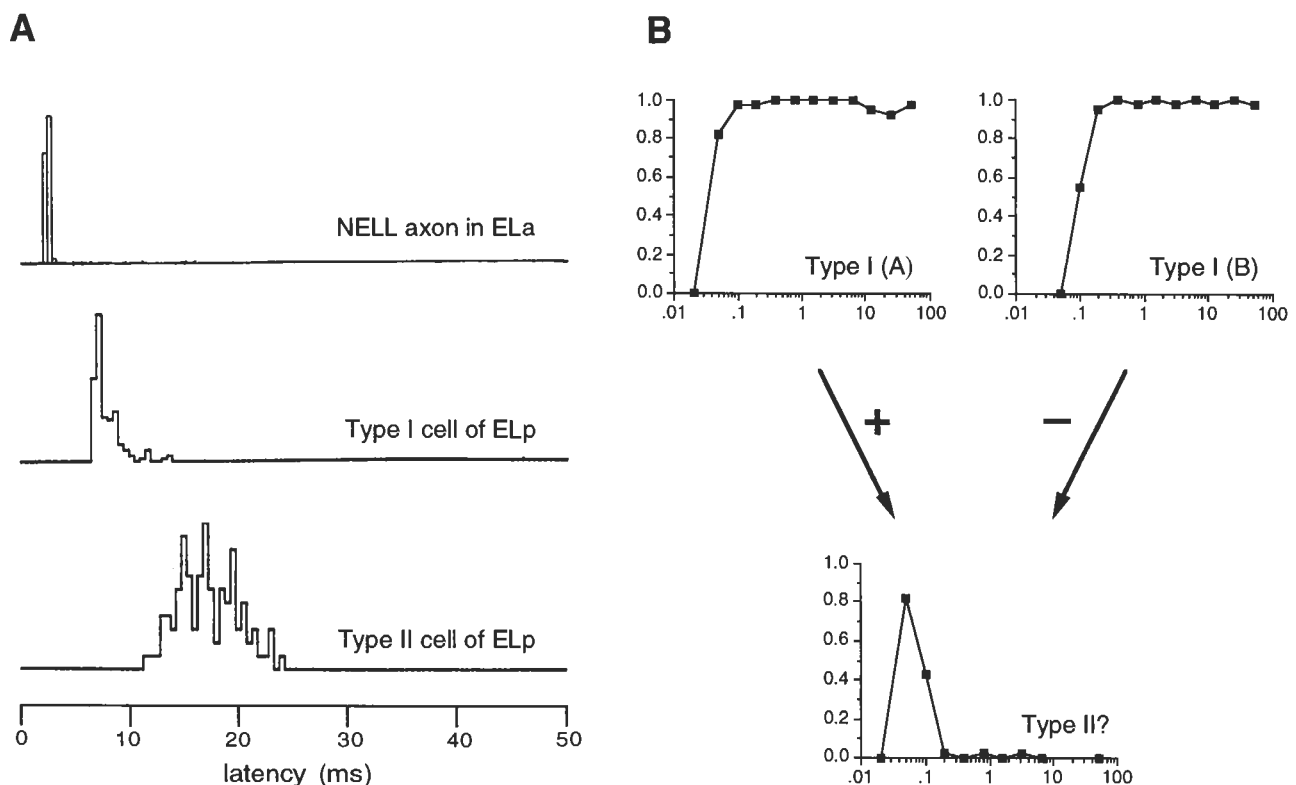 A
NELL axon in ELa
Type I cell of ELp
Type II cell of ELp
0 10 20 30 40 50
latency (ms)
B
1.0
0.8
0.6
0.4
0.2
0.0
.01 .1 1 10 100
Type I (A)
1.0
0.8
0.6
0.4
0.2
0.0
.01 .1 1 10 100
Type I (B)
+
−
1.0
0.8
0.6
0.4
0.2
0.0
.01 .1 1 10 100
Type II?